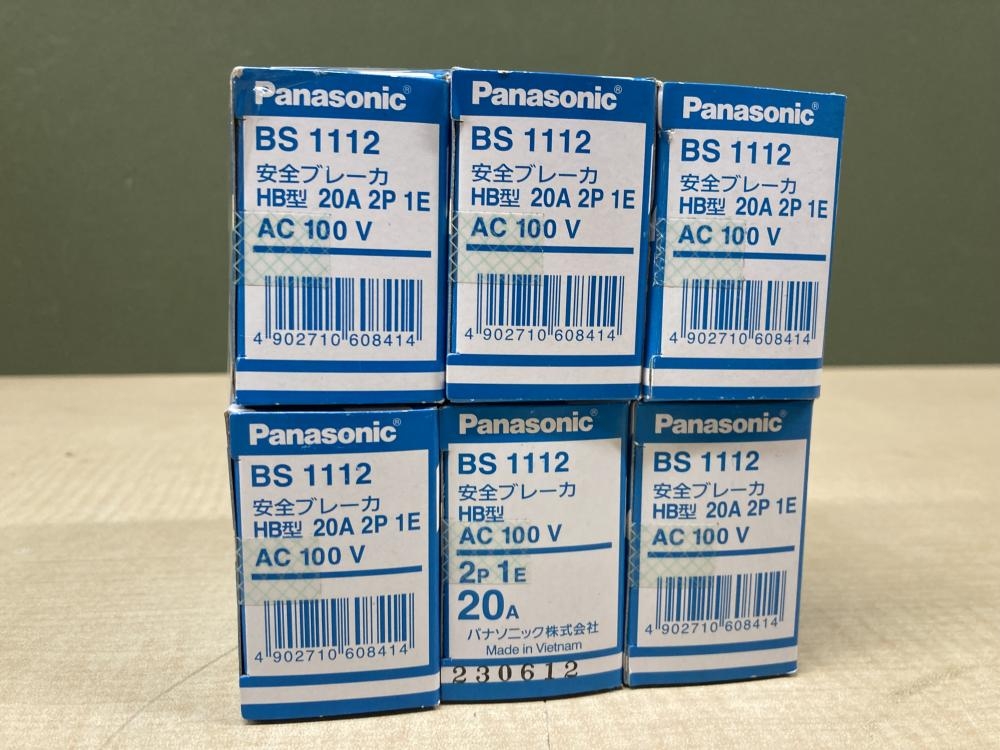 Panasonic®
BS 1112
安全ブレーカ
HB型 20A 2P 1E
AC 100 V
4 902710 608414
Panasonic®
BS 1112
安全ブレーカ
HB型 20A 2P 1E
AC 100 V
4 902710 608414
Panasonic®
BS 1112
安全ブレーカ
HB型 20A 2P 1E
AC 100 V
4 902710 608414
Panasonic®
BS 1112
安全ブレーカ
HB型 20A 2P 1E
AC 100 V
4 902710 608414
Panasonic®
BS 1112
安全ブレーカ
HB型
AC 100 V
2P 1E
20A
パナソニック株式会社
Made in Vietnam
230612
Panasonic®
BS 1112
安全ブレーカ
HB型 20A 2P 1E
AC 100 V
4 902710 608414